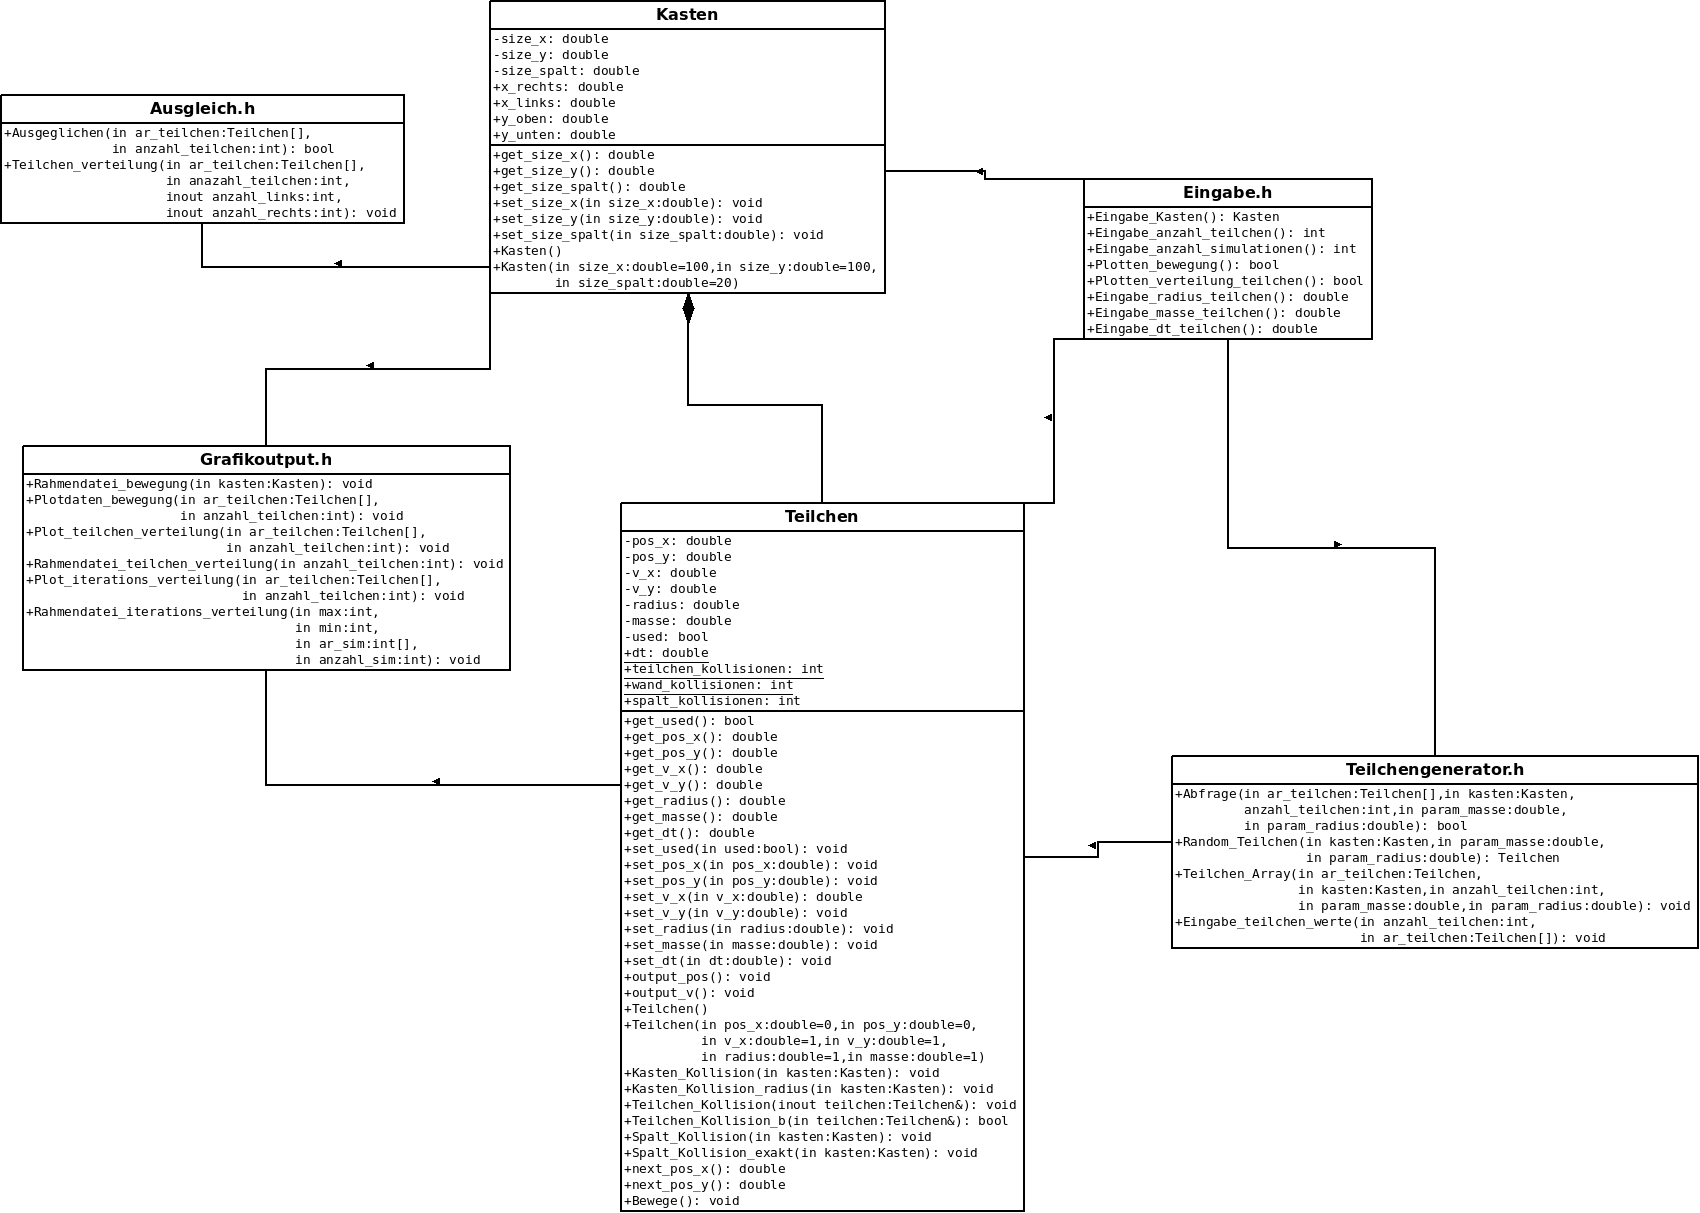 Kasten
-size_x: double
-size_y: double
-size_spalt: double
+x_rechts: double
+x_links: double
+y_oben: double
+y_unten: double
+get_size_x(): double
+get_size_y(): double
+get_size_spalt(): double
+set_size_x(in size_x:double): void
+set_size_y(in size_y:double): void
+set_size_spalt(in size_spalt:double): void
+Kasten()
+Kasten(in size_x:double=100,in size_y:double=100,
in size_spalt:double=20)
Ausgleich.h
+Ausgeglichen(in ar_teilchen:Teilchen[],
in anzahl_teilchen:int): bool
+Teilchen_verteilung(in ar_teilchen:Teilchen[],
in anazahl_teilchen:int,
inout anzahl_links:int,
inout anzahl_rechts:int): void
Eingabe.h
+Eingabe_Kasten(): Kasten
+Eingabe_anzahl_teilchen(): int
+Eingabe_anzahl_simulationen(): int
+Plotten_bewegung(): bool
+Plotten_verteilung_teilchen(): bool
+Eingabe_radius_teilchen(): double
+Eingabe_masse_teilchen(): double
+Eingabe_dt_teilchen(): double
Grafikoutput.h
+Rahmendatei_bewegung(in kasten:Kasten): void
+Plotdaten_bewegung(in ar_teilchen:Teilchen[],
in anzahl_teilchen:int): void
+Plot_teilchen_verteilung(in ar_teilchen:Teilchen[],
in anzahl_teilchen:int): void
+Rahmendatei_teilchen_verteilung(in anzahl_teilchen:int): void
+Plot_iterations_verteilung(in ar_teilchen:Teilchen[],
in anzahl_teilchen:int): void
+Rahmendatei_iterations_verteilung(in max:int,
in min:int,
in ar_sim:int[],
in anzahl_sim:int): void
Teilchen
-pos_x: double
-pos_y: double
-v_x: double
-v_y: double
-radius: double
-masse: double
-used: bool
+dt: double
+teilchen_kollisionen: int
+wand_kollisionen: int
+spalt_kollisionen: int
+get_used(): bool
+get_pos_x(): double
+get_pos_y(): double
+get_v_x(): double
+get_v_y(): double
+get_radius(): double
+get_masse(): double
+get_dt(): double
+set_used(in used:bool): void
+set_pos_x(in pos_x:double): void
+set_pos_y(in pos_y:double): void
+set_v_x(in v_x:double): double
+set_v_y(in v_y:double): void
+set_radius(in radius:double): void
+set_masse(in masse:double): void
+set_dt(in dt:double): void
+output_pos(): void
+output_v(): void
+Teilchen()
+Teilchen(in pos_x:double=0,in pos_y:double=0,
in v_x:double=1,in v_y:double=1,
in radius:double=1,in masse:double=1)
+Kasten_Kollision(in kasten:Kasten): void
+Kasten_Kollision_radius(in kasten:Kasten): void
+Teilchen_Kollision(inout teilchen:Teilchen&): void
+Teilchen_Kollision_b(in teilchen:Teilchen&): bool
+Spalt_Kollision(in kasten:Kasten): void
+Spalt_Kollision_exakt(in kasten:Kasten): void
+next_pos_x(): double
+next_pos_y(): double
+Bewege(): void
Teilchengenerator.h
+Abfrage(in ar_teilchen:Teilchen[],in kasten:Kasten,
anzahl_teilchen:int,in param_masse:double,
in param_radius:double): bool
+Random_Teilchen(in kasten:Kasten,in param_masse:double,
in param_radius:double): Teilchen
+Teilchen_Array(in ar_teilchen:Teilchen,
in kasten:Kasten,in anzahl_teilchen:int,
in param_masse:double,in param_radius:double): void
+Eingabe_teilchen_werte(in anzahl_teilchen:int,
in ar_teilchen:Teilchen[]): void